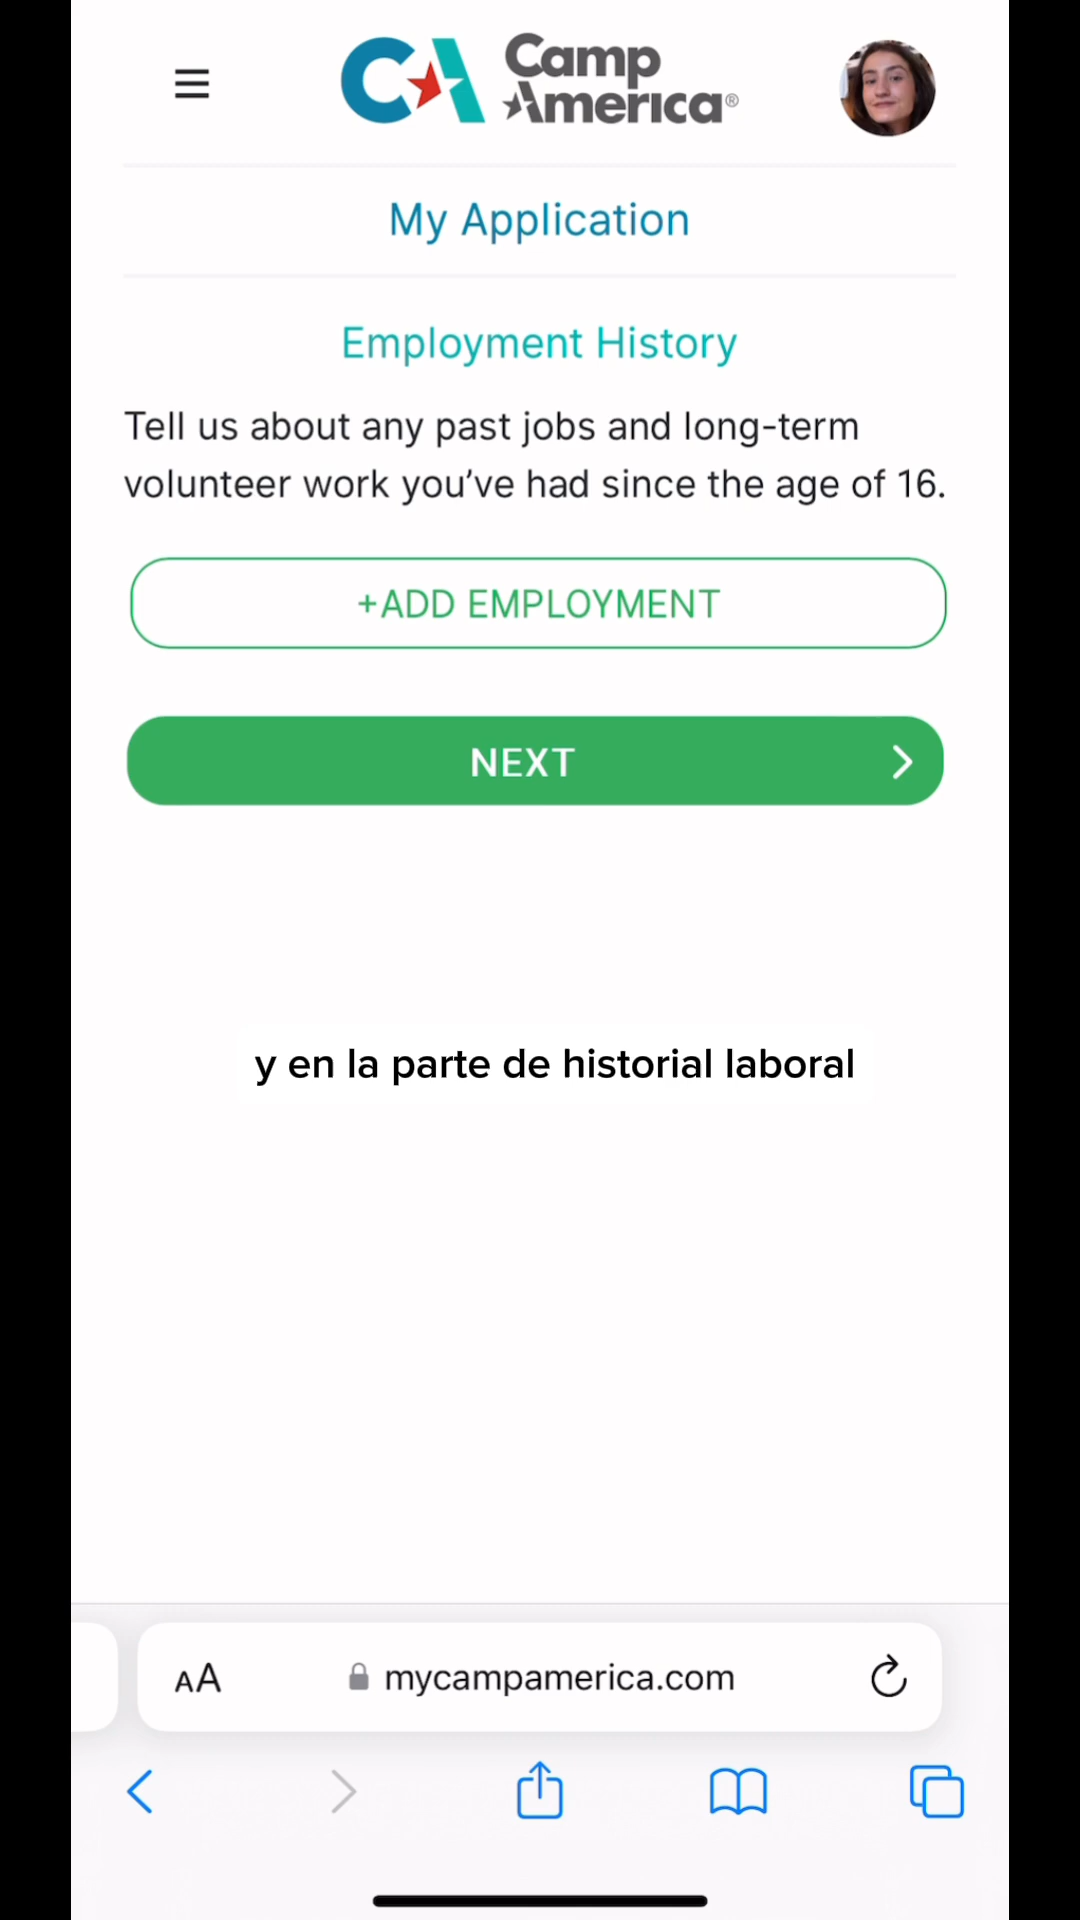 CA Camp
America®
My Application
Employment History
Tell us about any past jobs and long-term
volunteer work you’ve had since the age of 16.
+ADD EMPLOYMENT
NEXT
y en la parte de historial laboral
AA mycampamerica.com